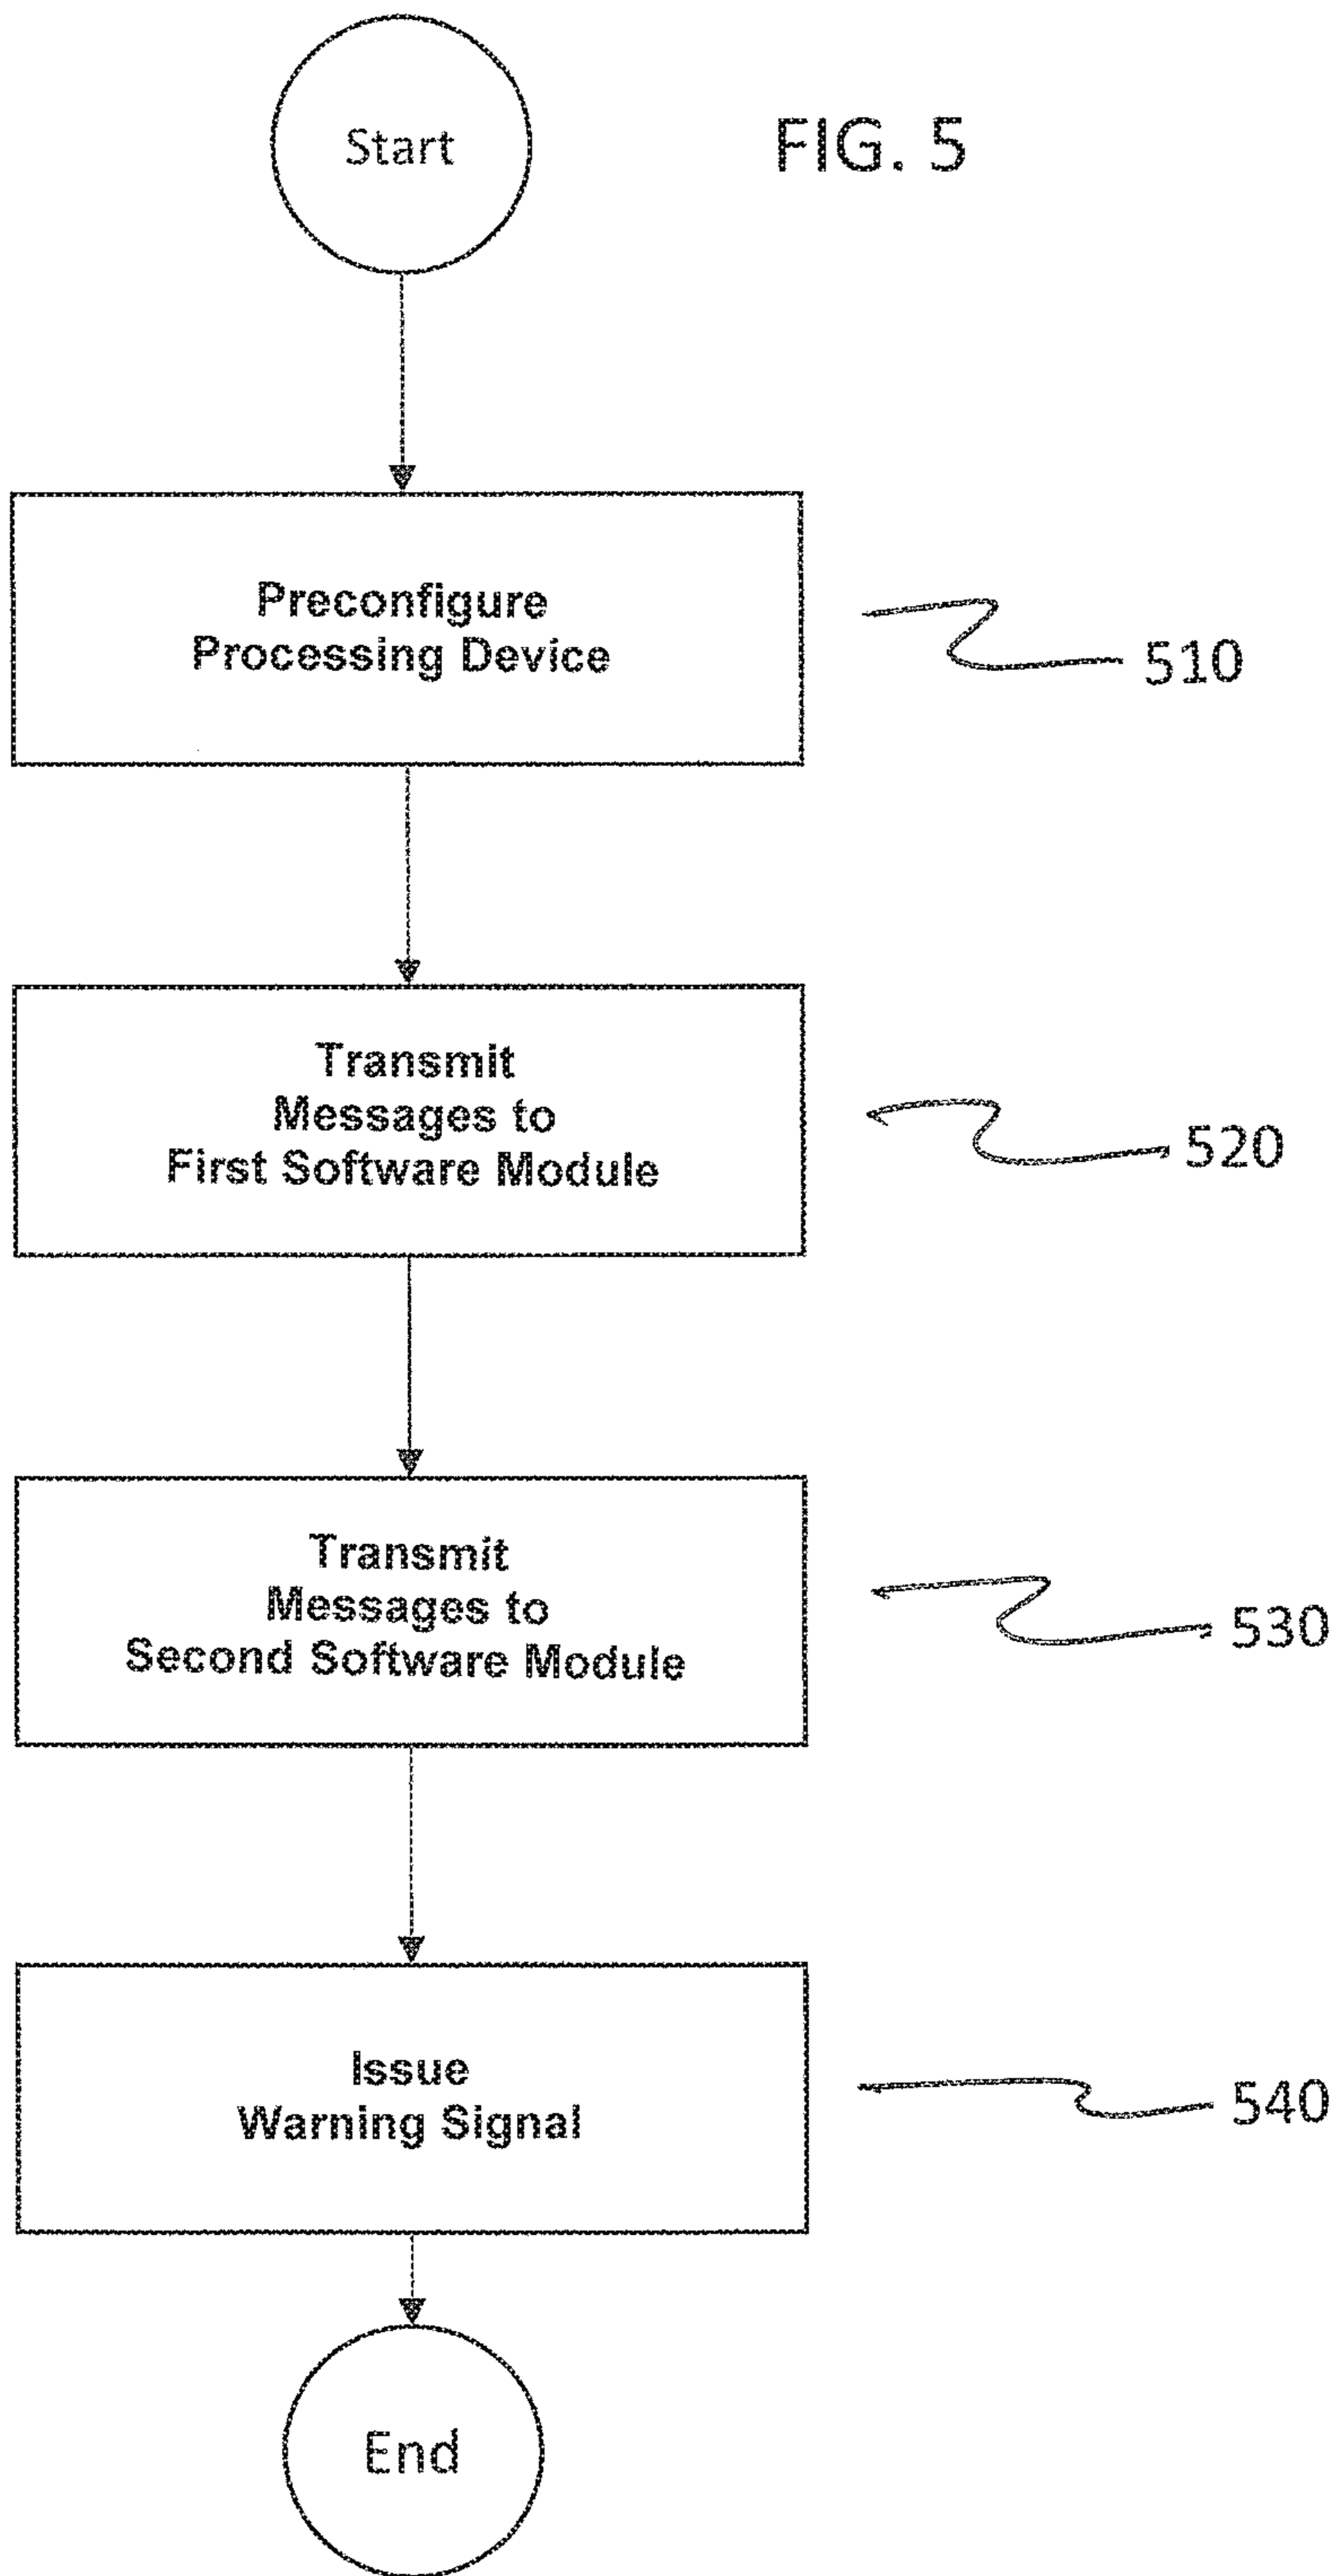 Start
FIG. 5
Preconfigure
Processing Device
510
Transmit
Messages to
First Software Module
520
Transmit
Messages to
Second Software Module
530
Issue
Warning Signal
540
End